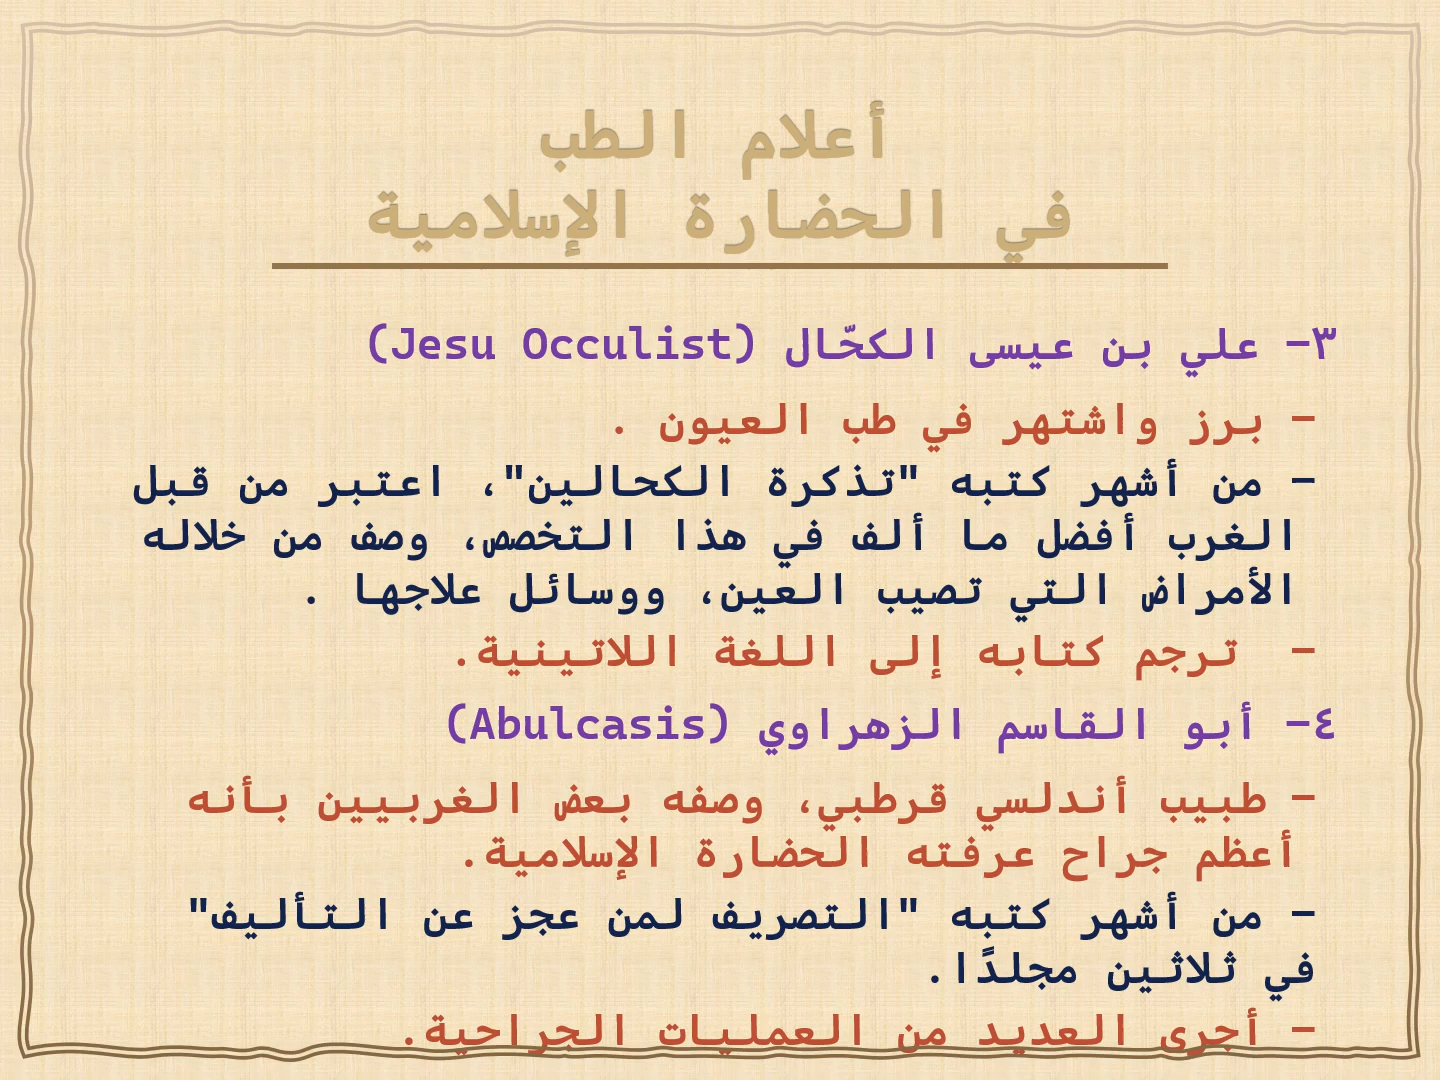 أعلام الطب
في الحضارة الإسلامية
٣- علي بن عيسى الكحّال (Jesu Occulist)
- برز واشتهر في طب العيون .
- من أشهر كتبه "تذكرة الكحالين"، اعتبر من قبل
الغرب أفضل ما ألف في هذا التخصص، وصف من خلاله
الأمراض التي تصيب العين، ووسائل علاجها .
- ترجم كتابه إلى اللغة اللاتينية.
٤- أبو القاسم الزهراوي (Abulcasis)
- طبيب أندلسي قرطبي، وصفه بعض الغربيين بأنه
أعظم جراح عرفته الحضارة الإسلامية.
- من أشهر كتبه "التصريف لمن عجز عن التأليف"
في ثلاثين مجلدًا.
- أجرى العديد من العمليات الجراحية.